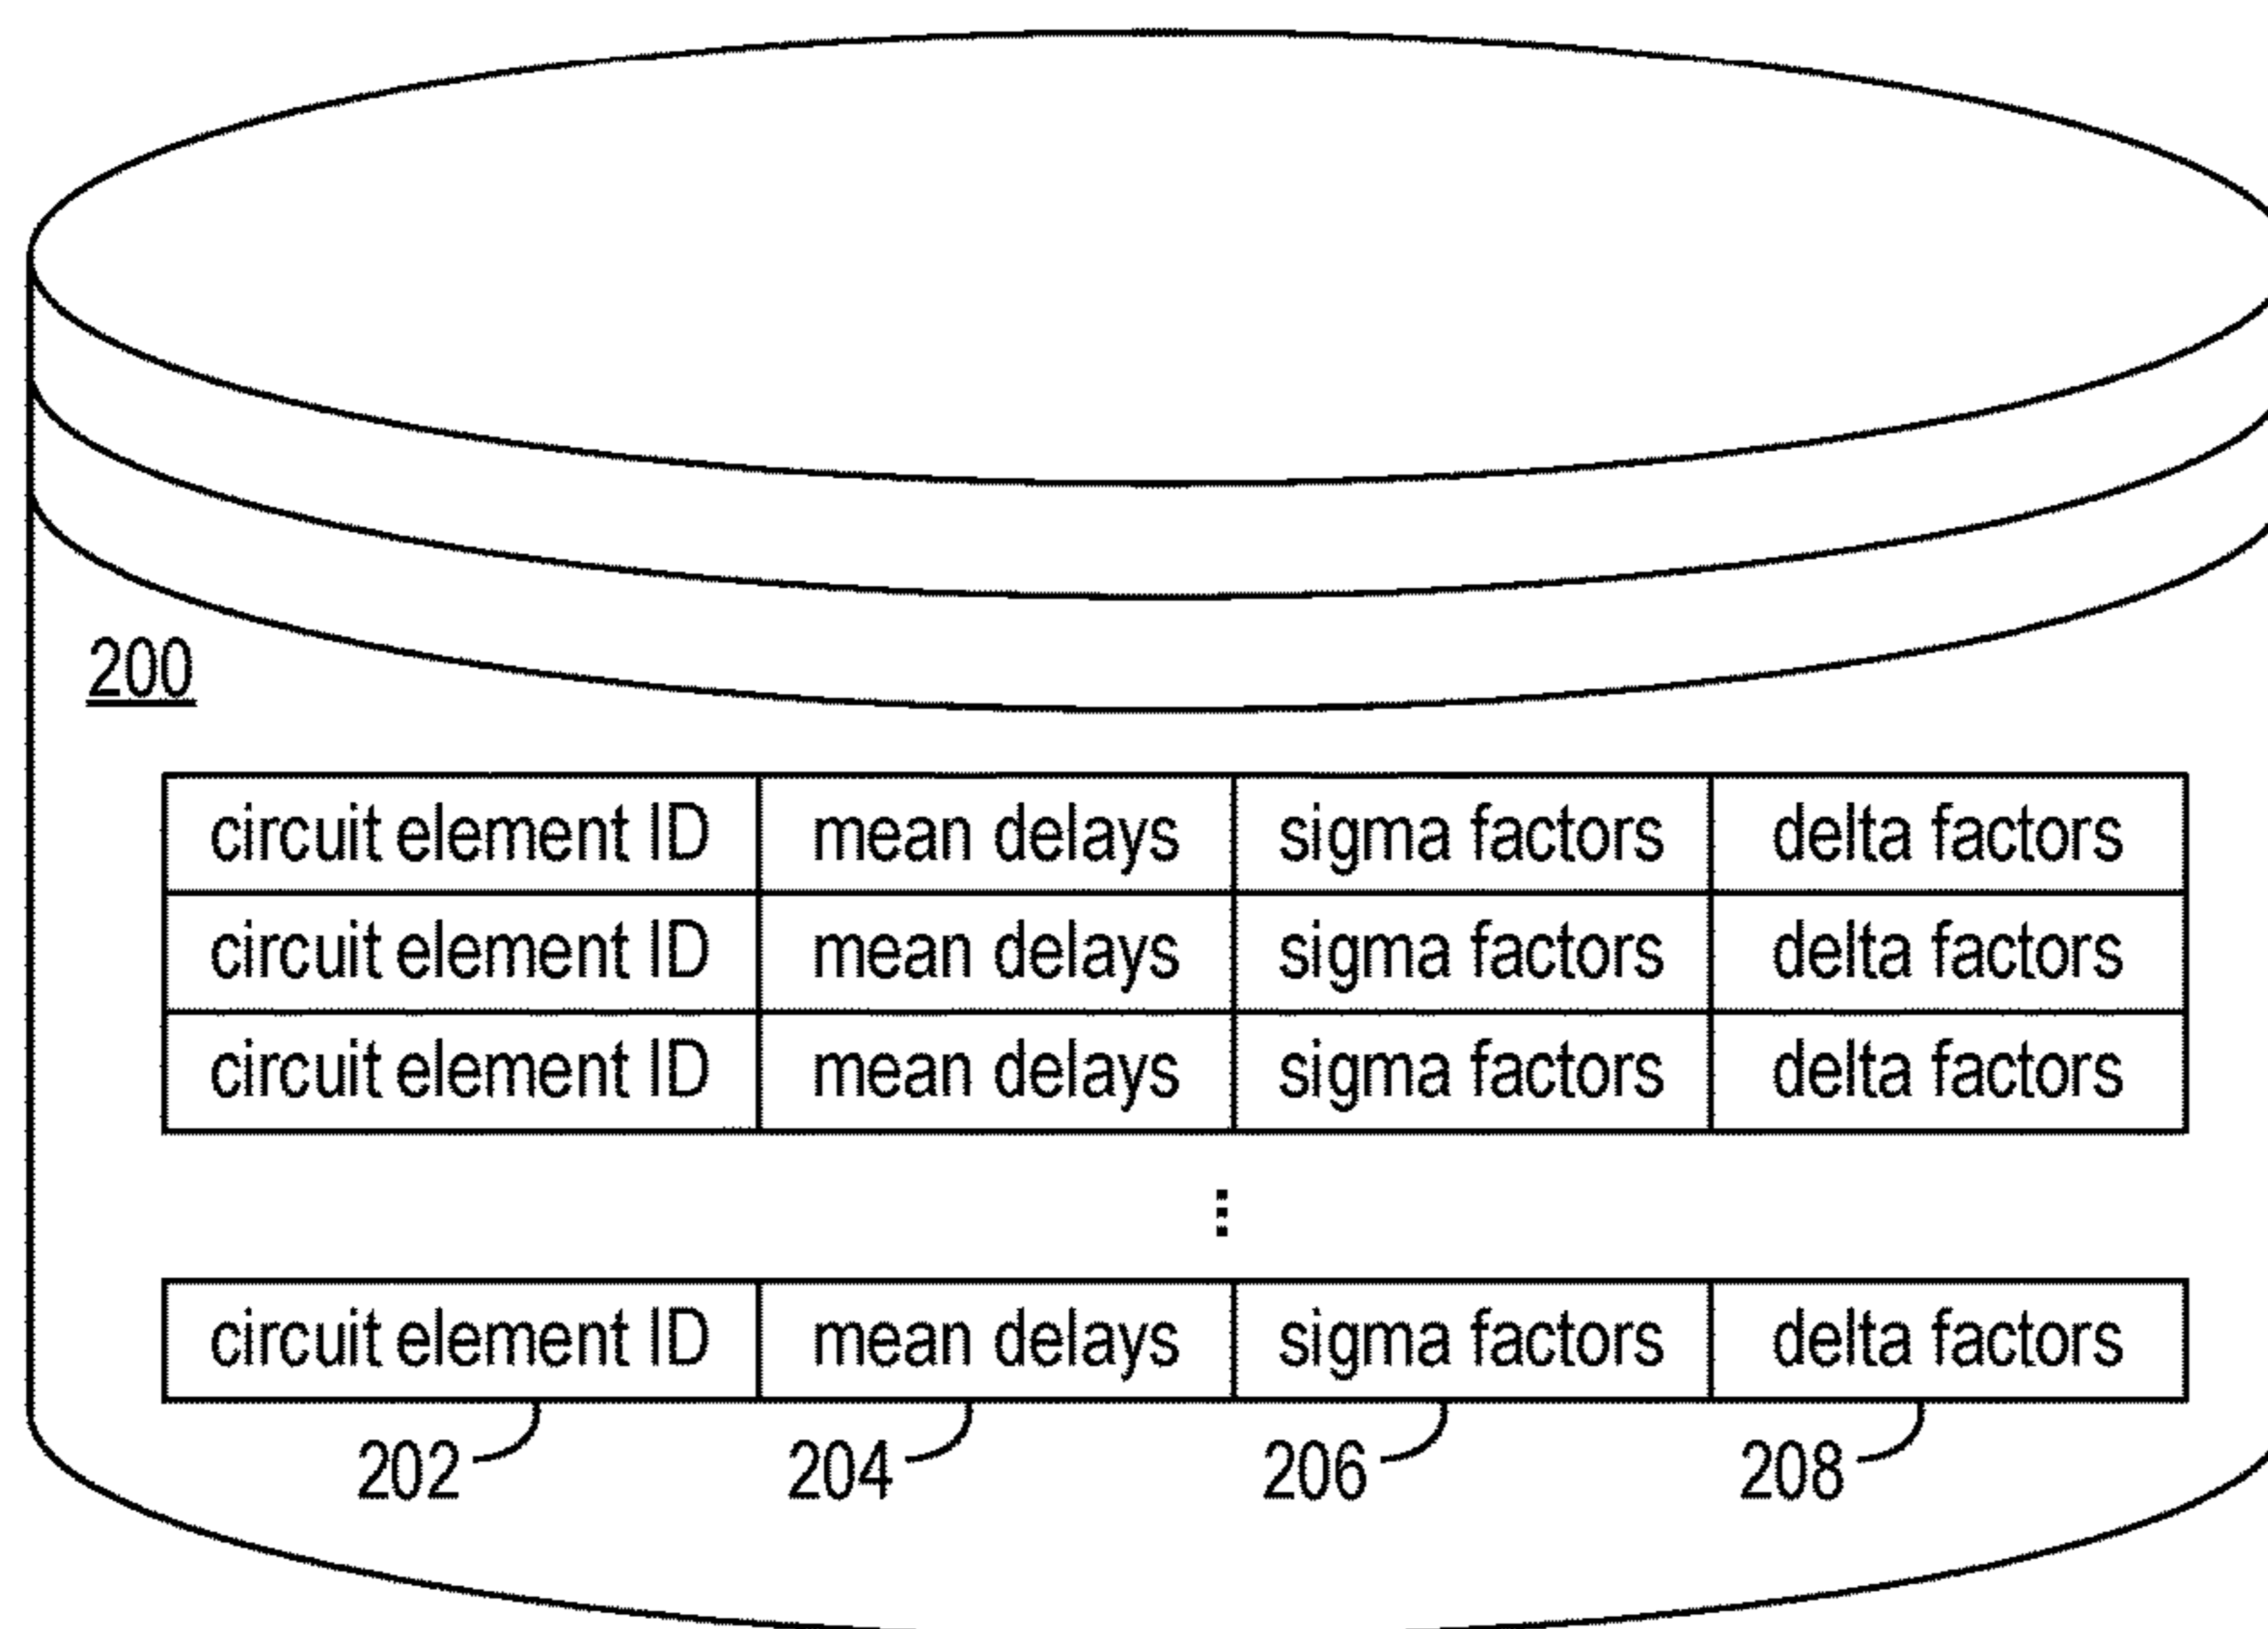 200
circuit element ID mean delays sigma factors delta factors
circuit element ID mean delays sigma factors delta factors
circuit element ID mean delays sigma factors delta factors
circuit element ID mean delays sigma factors delta factors
202 204 206 208